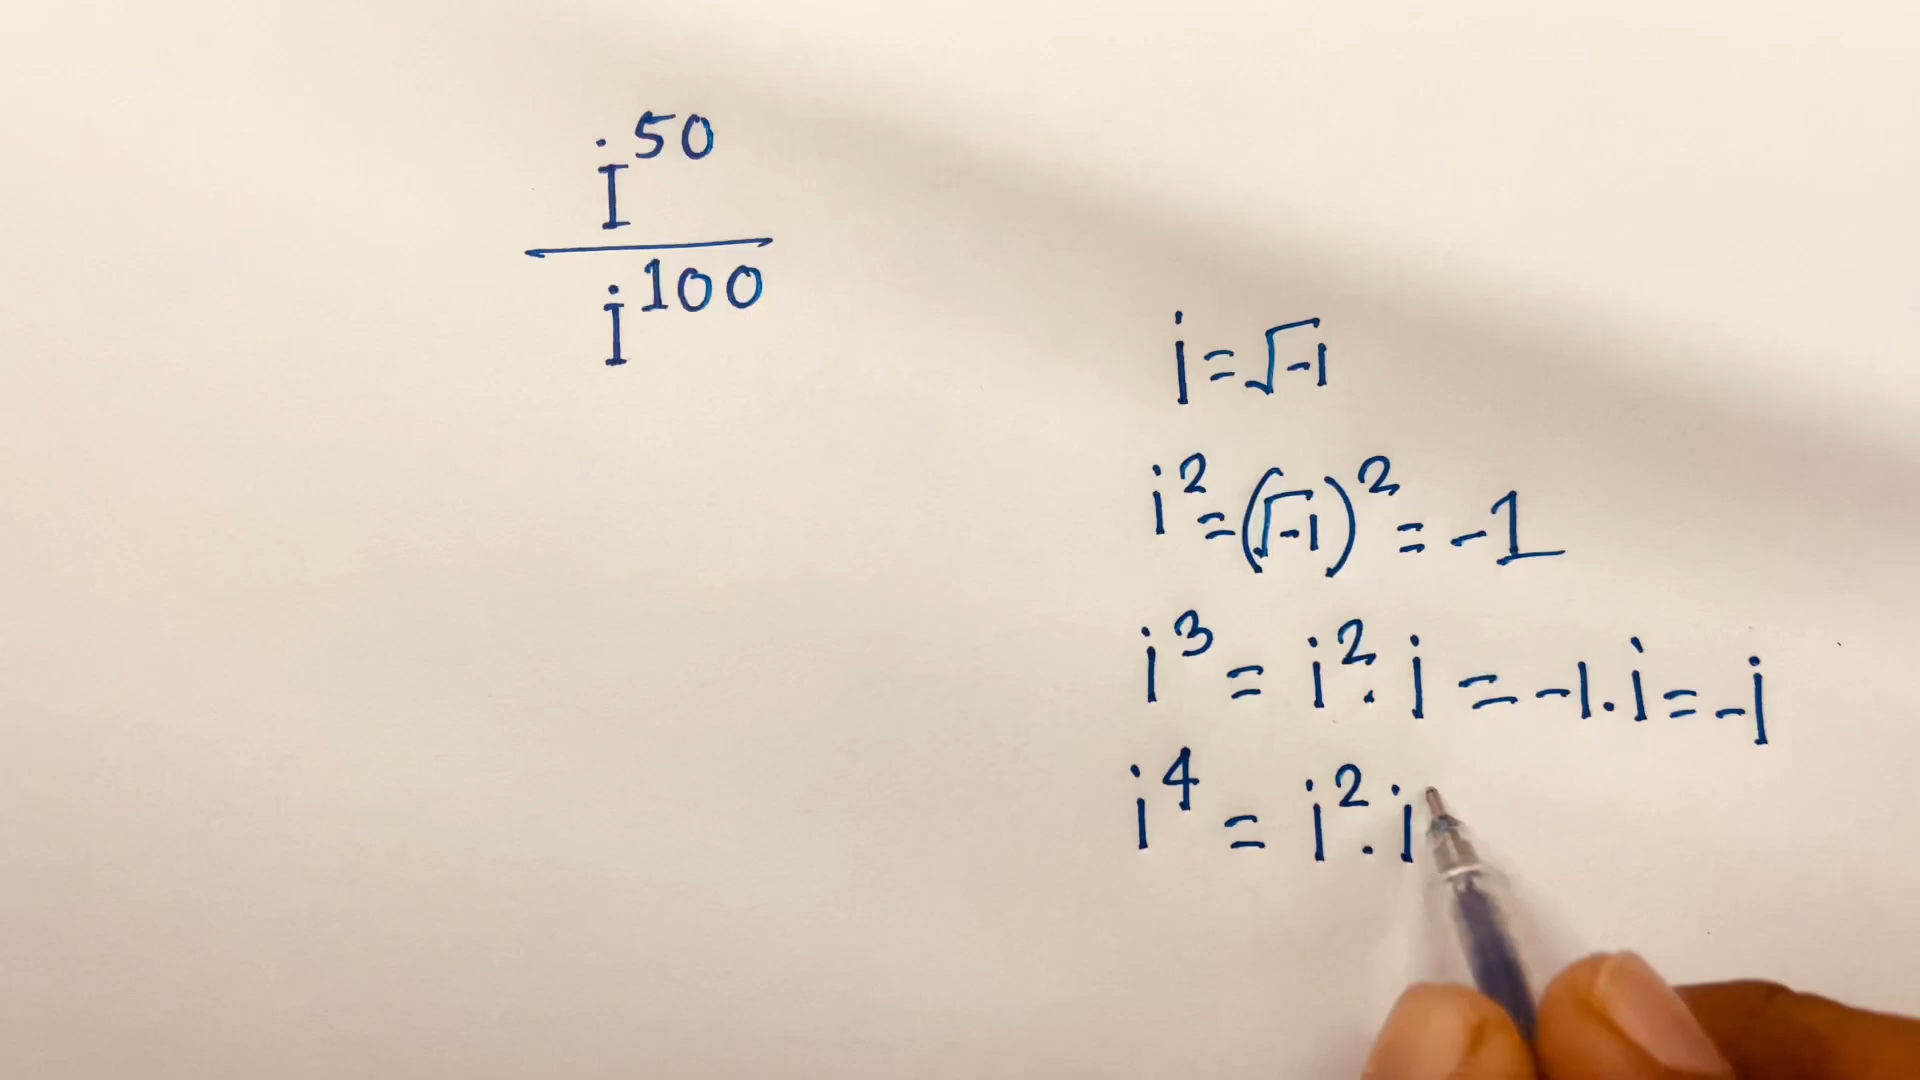 i^50
i^100
i=√-1
i^2=(√-1)^2=-1
i^3=i^2.i=-1.i=-i
i^4=i^2.i